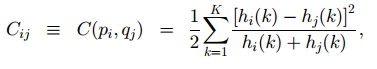 C_{ij} ≡ C(p_i, q_j) = \frac{1}{2} \sum_{k=1}^{K} \frac{[h_i(k) − h_j(k)]^2}{h_i(k) + h_j(k)},